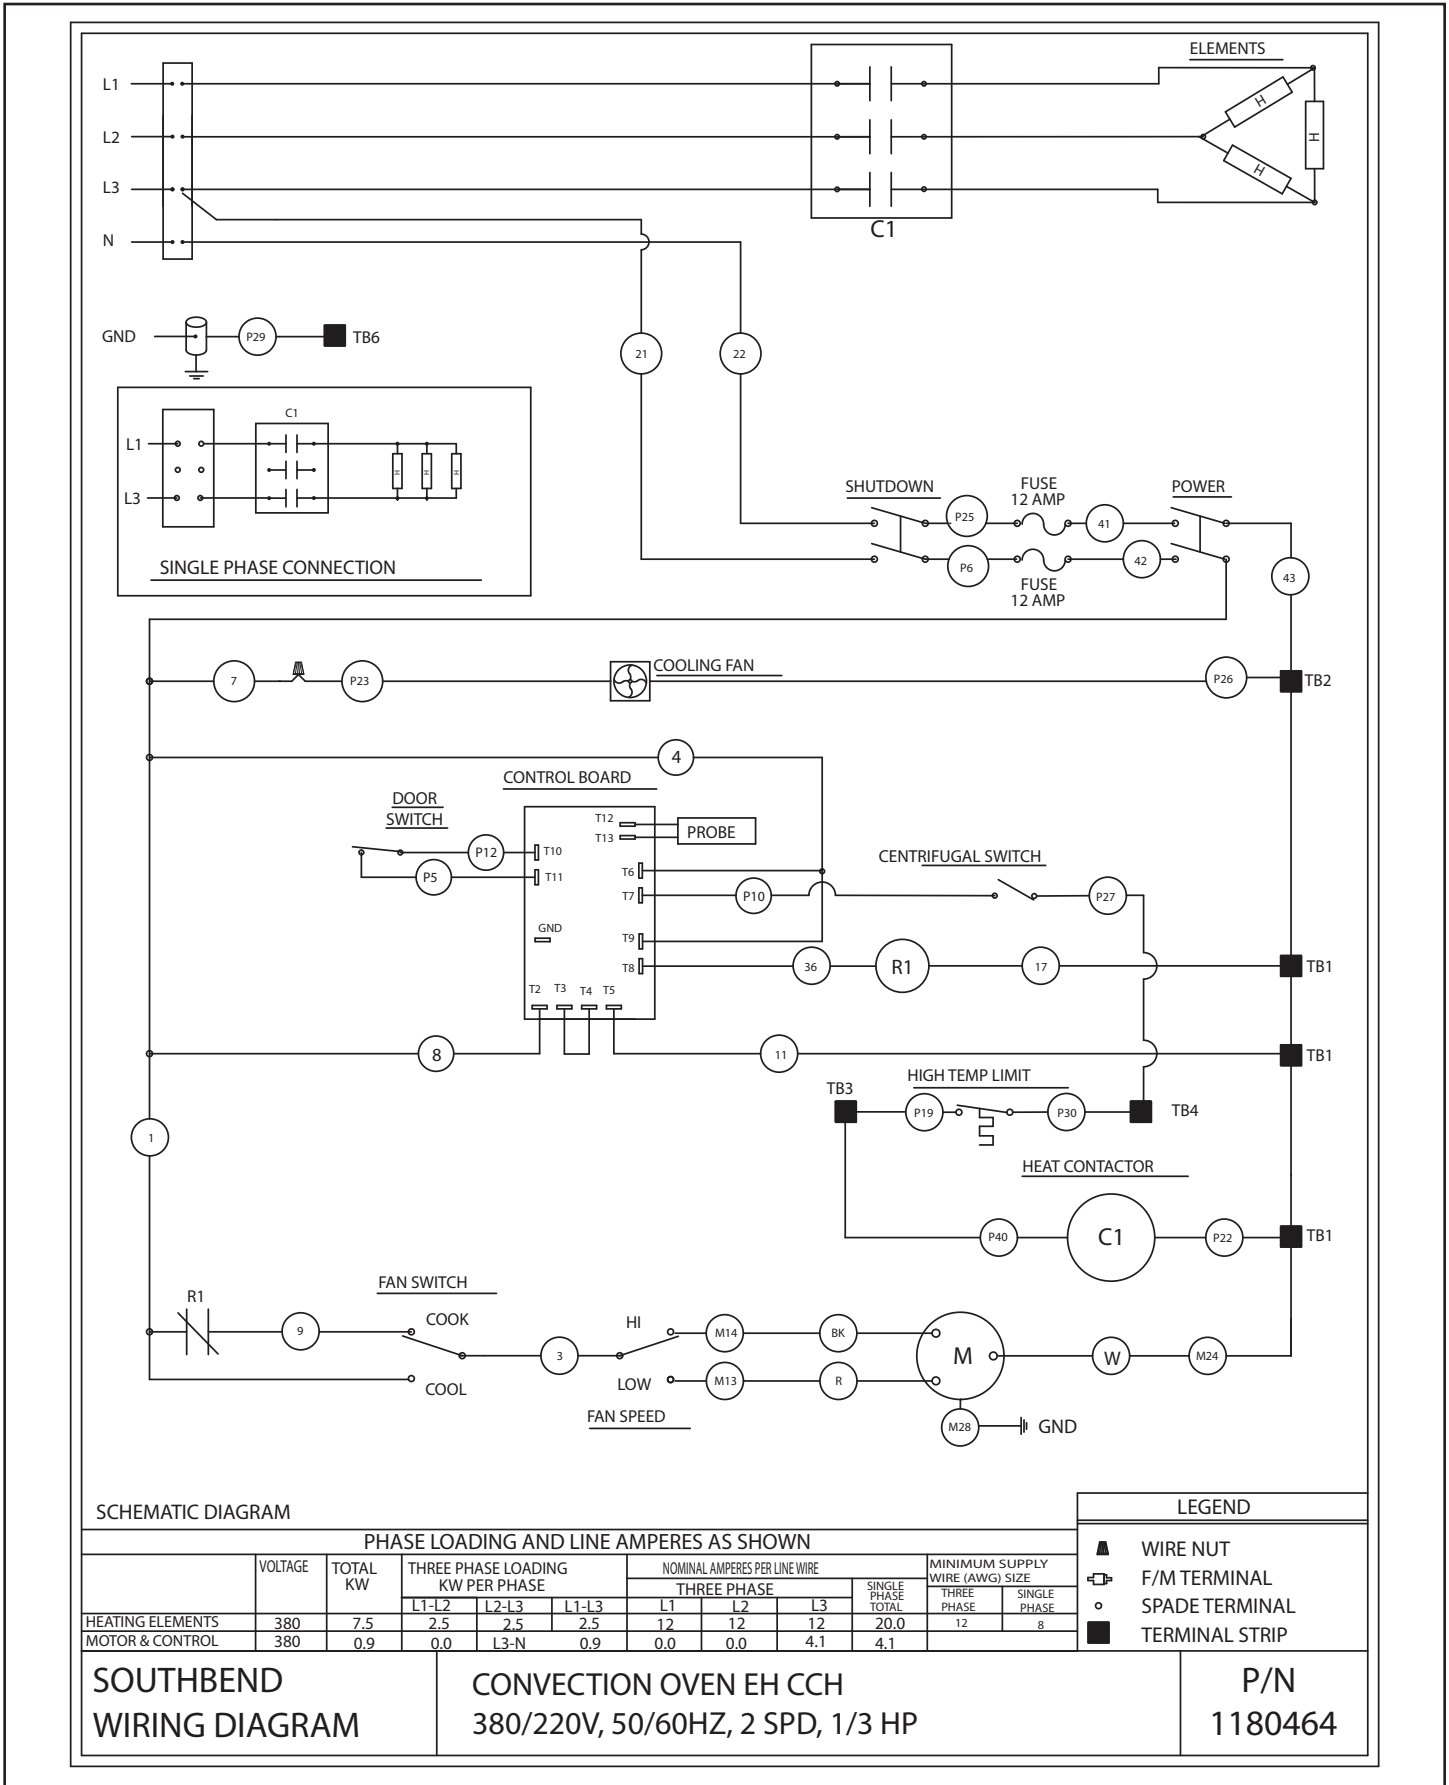 ELEMENTS
L1
L2
L3
N
C1
GND
P29
TB6
21
22
C1
L1
L3
H
H
H
H
H
H
SINGLE PHASE CONNECTION
SHUTDOWN
P25
FUSE
12 AMP
41
POWER
P6
FUSE
12 AMP
42
43
7
P23
COOLING FAN
P26
TB2
4
CONTROL BOARD
DOOR
SWITCH
P12
P5
T10
T11
T12
T13
PROBE
T6
T7
P10
CENTRIFUGAL SWITCH
P27
GND
T9
T8
36
R1
17
TB1
T2
T3
T4
T5
8
11
TB1
1
TB3
HIGH TEMP LIMIT
P19
P30
TB4
HEAT CONTACTOR
P40
C1
P22
TB1
FAN SWITCH
R1
9
COOK
COOL
3
HI
LOW
FAN SPEED
M14
BK
M13
R
M
W
M24
M28
GND
SCHEMATIC DIAGRAM
PHASE LOADING AND LINE AMPERES AS SHOWN
VOLTAGE
TOTAL
KW
THREE PHASE LOADING
KW PER PHASE
NOMINAL AMPERES PER LINE WIRE
MINIMUM SUPPLY
WIRE (AWG) SIZE
THREE PHASE
SINGLE
PHASE
TOTAL
THREE
PHASE
SINGLE
PHASE
L1-L2 L2-L3 L1-L3 L1 L2 L3
HEATING ELEMENTS 380 7.5 2.5 2.5 2.5 12 12 12 20.0 12 8
MOTOR & CONTROL 380 0.9 0.0 L3-N 0.9 0.0 0.0 4.1 4.1
LEGEND
WIRE NUT
F/M TERMINAL
SPADE TERMINAL
TERMINAL STRIP
SOUTHBEND
WIRING DIAGRAM
CONVECTION OVEN EH CCH
380/220V, 50/60HZ, 2 SPD, 1/3 HP
P/N
1180464